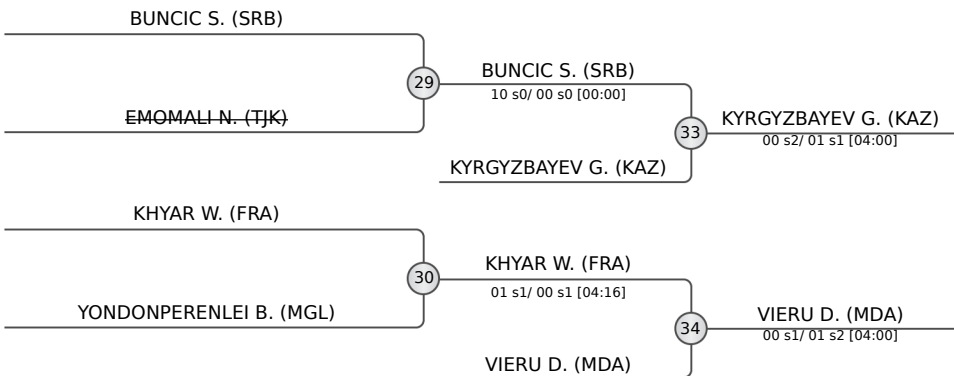 BUNCIC S. (SRB)
29
EMOMALI N. (TJK)
BUNCIC S. (SRB)
10 s0/ 00 s0 [00:00]
33
KYRGYZBAYEV G. (KAZ)
KYRGYZBAYEV G. (KAZ)
00 s2/ 01 s1 [04:00]
KHYAR W. (FRA)
30
YONDONPERENLEI B. (MGL)
KHYAR W. (FRA)
01 s1/ 00 s1 [04:16]
34
VIERU D. (MDA)
VIERU D. (MDA)
00 s1/ 01 s2 [04:00]